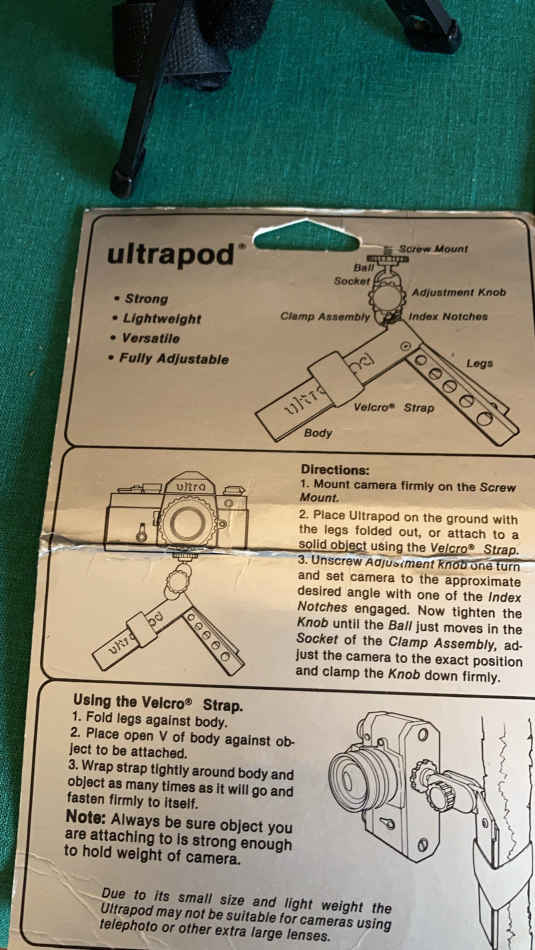 ultrapod®
• Strong
• Lightweight
• Versatile
• Fully Adjustable
Screw Mount
Ball
Socket
Adjustment Knob
Clamp Assembly
Index Notches
Legs
Velcro® Strap
Body
ultra
Directions:
1. Mount camera firmly on the Screw
Mount.
2. Place Ultrapod on the ground with
the legs folded out, or attach to a
solid object using the Velcro® Strap.
3. Unscrew Adjustment knob one turn
and set camera to the approximate
desired angle with one of the Index
Notches engaged. Now tighten the
Knob until the Ball just moves in the
Socket of the Clamp Assembly, ad-
just the camera to the exact position
and clamp the Knob down firmly.
Using the Velcro® Strap.
1. Fold legs against body.
2. Place open V of body against ob-
ject to be attached.
3. Wrap strap tightly around body and
object as many times as it will go and
fasten firmly to itself.
Note: Always be sure object you
are attaching to is strong enough
to hold weight of camera.
Due to its small size and light weight the
Ultrapod may not be suitable for cameras using
telephoto or other extra large lenses.